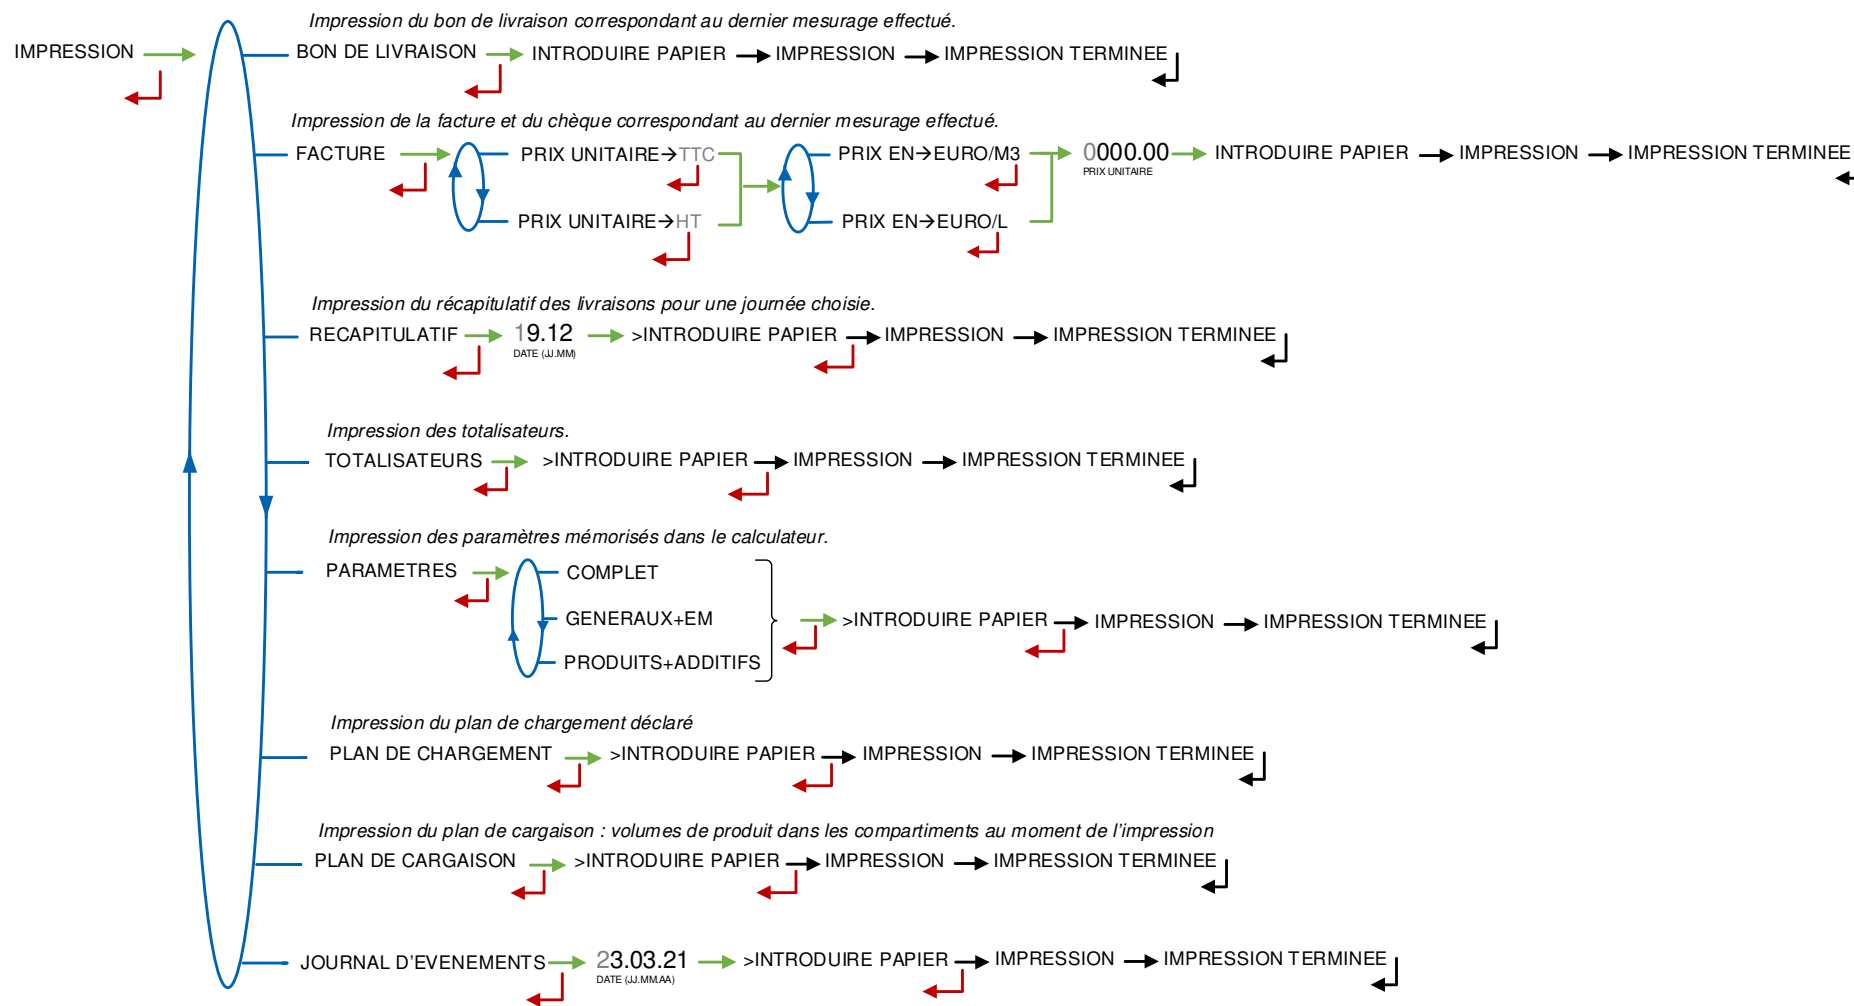 Impression du bon de livraison correspondant au dernier mesurage effectué.
IMPRESSION BON DE LIVRAISON INTRODUIRE PAPIER IMPRESSION IMPRESSION TERMINEE
Impression de la facture et du chèque correspondant au dernier mesurage effectué.
FACTURE PRIX UNITAIRE→TTC PRIX EN→EURO/M3 0000.00 INTRODUIRE PAPIER IMPRESSION IMPRESSION TERMINEE
PRIX UNITAIRE
PRIX UNITAIRE→HT PRIX EN→EURO/L
Impression du récapitulatif des livraisons pour une journée choisie.
RECAPITULATIF 19.12 >INTRODUIRE PAPIER IMPRESSION IMPRESSION TERMINEE
DATE (JJ.MM)
Impression des totalisateurs.
TOTALISATEURS >INTRODUIRE PAPIER IMPRESSION IMPRESSION TERMINEE
Impression des paramètres mémorisés dans le calculateur.
PARAMETRES COMPLET
GENERAUX+EM >INTRODUIRE PAPIER IMPRESSION IMPRESSION TERMINEE
PRODUITS+ADDITIFS
Impression du plan de chargement déclaré
PLAN DE CHARGEMENT >INTRODUIRE PAPIER IMPRESSION IMPRESSION TERMINEE
Impression du plan de cargaison : volumes de produit dans les compartiments au moment de l'impression
PLAN DE CARGAISON >INTRODUIRE PAPIER IMPRESSION IMPRESSION TERMINEE
JOURNAL D'EVENEMENTS 23.03.21 >INTRODUIRE PAPIER IMPRESSION IMPRESSION TERMINEE
DATE (JJ.MM.AA)